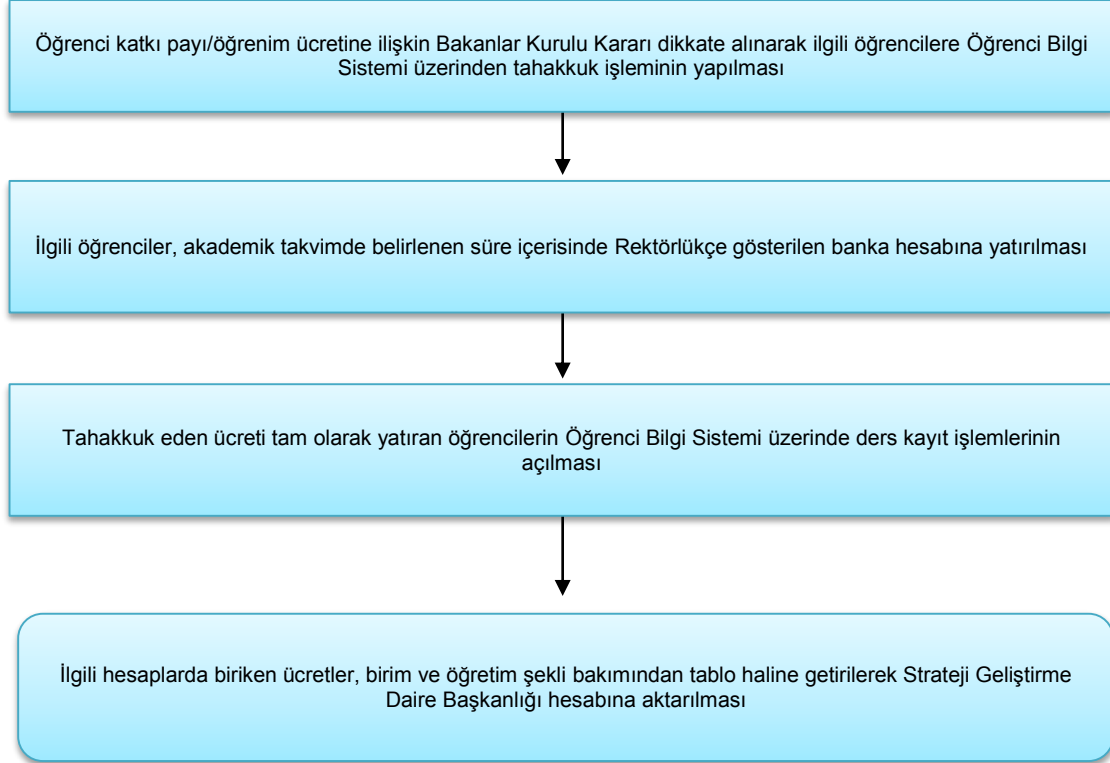 Öğrenci katkı payı/öğrenim ücretine ilişkin Bakanlar Kurulu Kararı dikkate alınarak ilgili öğrencilere Öğrenci Bilgi
Sistemi üzerinden tahakkuk işleminin yapılması
İlgili öğrenciler, akademik takvimde belirlenen süre içerisinde Rektörlükçe gösterilen banka hesabına yatırılması
Tahakkuk eden ücreti tam olarak yatıran öğrencilerin Öğrenci Bilgi Sistemi üzerinde ders kayıt işlemlerinin
açılması
İlgili hesaplarda biriken ücretler, birim ve öğretim şekli bakımından tablo haline getirilerek Strateji Geliştirme
Daire Başkanlığı hesabına aktarılması